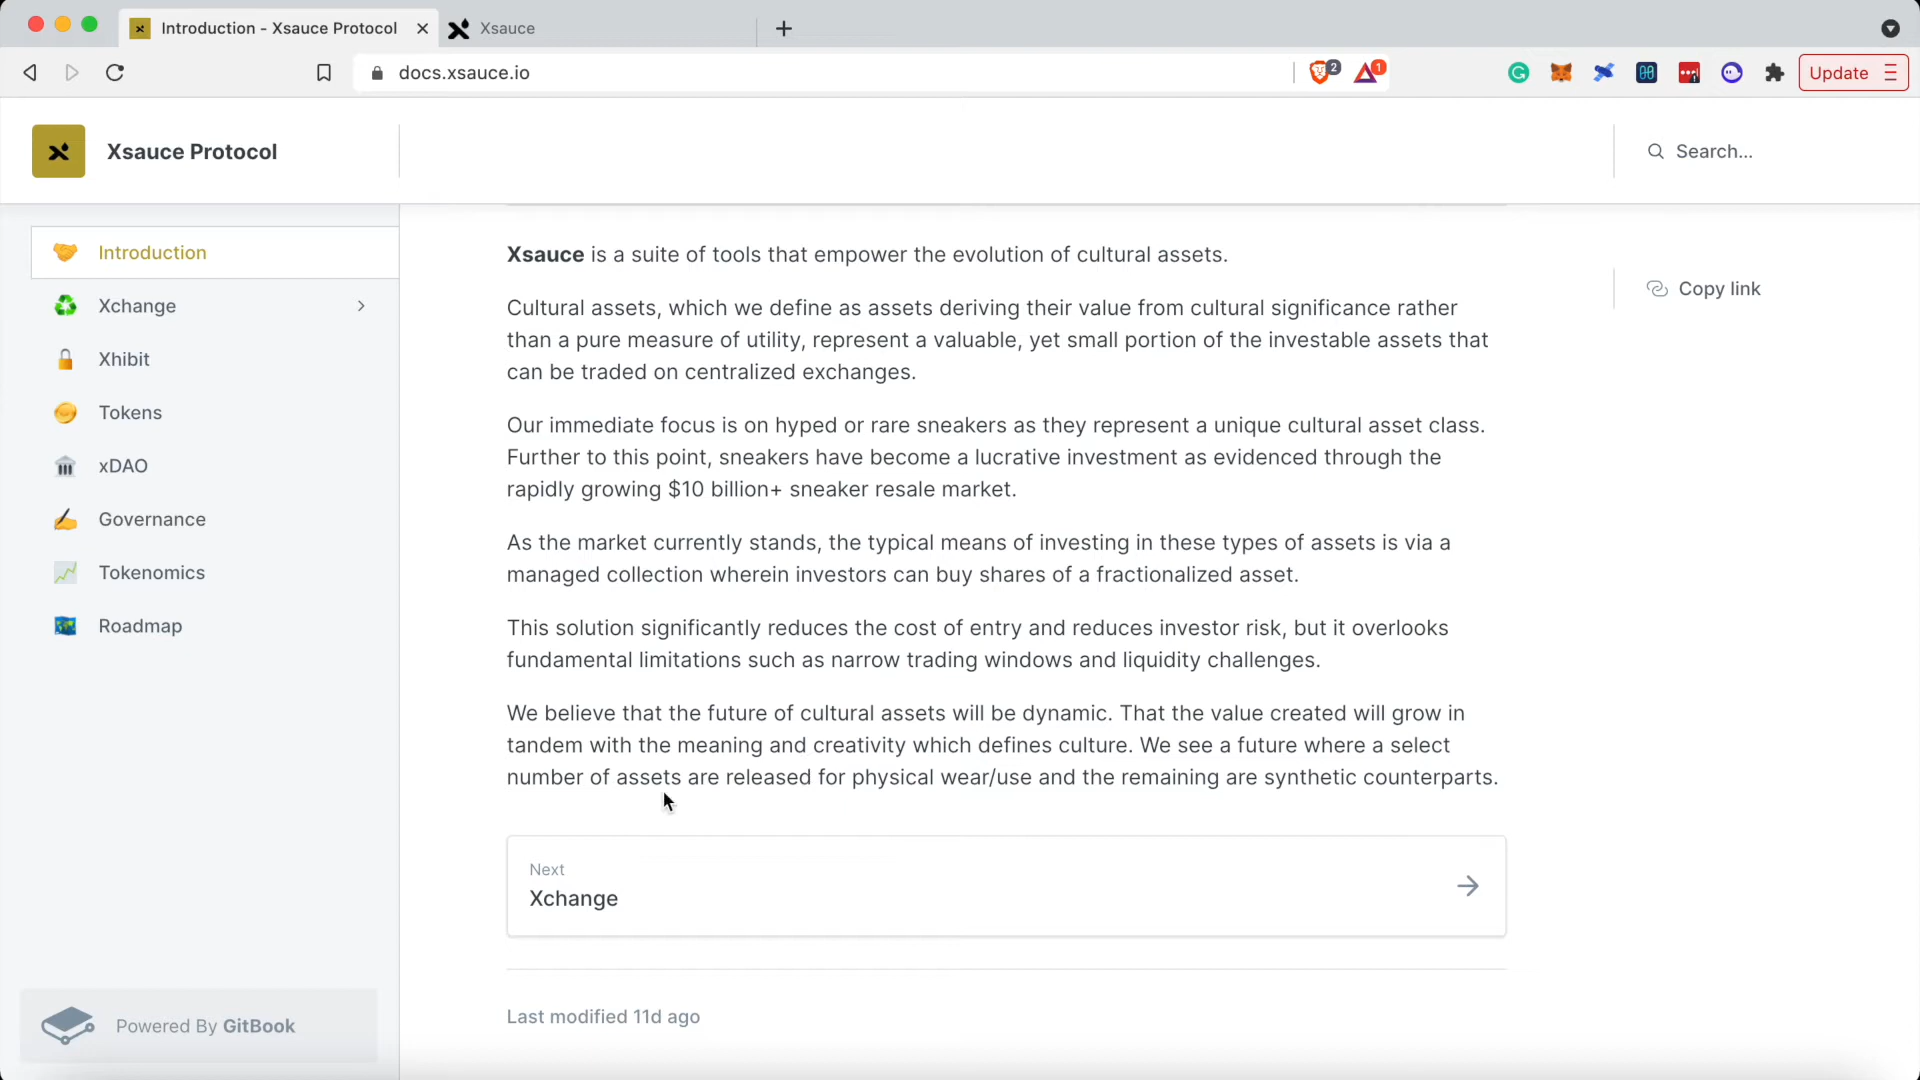 Introduction - Xsauce Protocol
Xsauce
docs.xsauce.io
2
1
Update
Xsauce Protocol
Search...
Introduction
Xchange
Xhibit
Tokens
xDAO
Governance
Tokenomics
Roadmap
Powered By GitBook
Xsauce is a suite of tools that empower the evolution of cultural assets.
Cultural assets, which we define as assets deriving their value from cultural significance rather
than a pure measure of utility, represent a valuable, yet small portion of the investable assets that
can be traded on centralized exchanges.
Our immediate focus is on hyped or rare sneakers as they represent a unique cultural asset class.
Further to this point, sneakers have become a lucrative investment as evidenced through the
rapidly growing $10 billion+ sneaker resale market.
As the market currently stands, the typical means of investing in these types of assets is via a
managed collection wherein investors can buy shares of a fractionalized asset.
This solution significantly reduces the cost of entry and reduces investor risk, but it overlooks
fundamental limitations such as narrow trading windows and liquidity challenges.
We believe that the future of cultural assets will be dynamic. That the value created will grow in
tandem with the meaning and creativity which defines culture. We see a future where a select
number of assets are released for physical wear/use and the remaining are synthetic counterparts.
Next
Xchange
Last modified 11d ago
Copy link